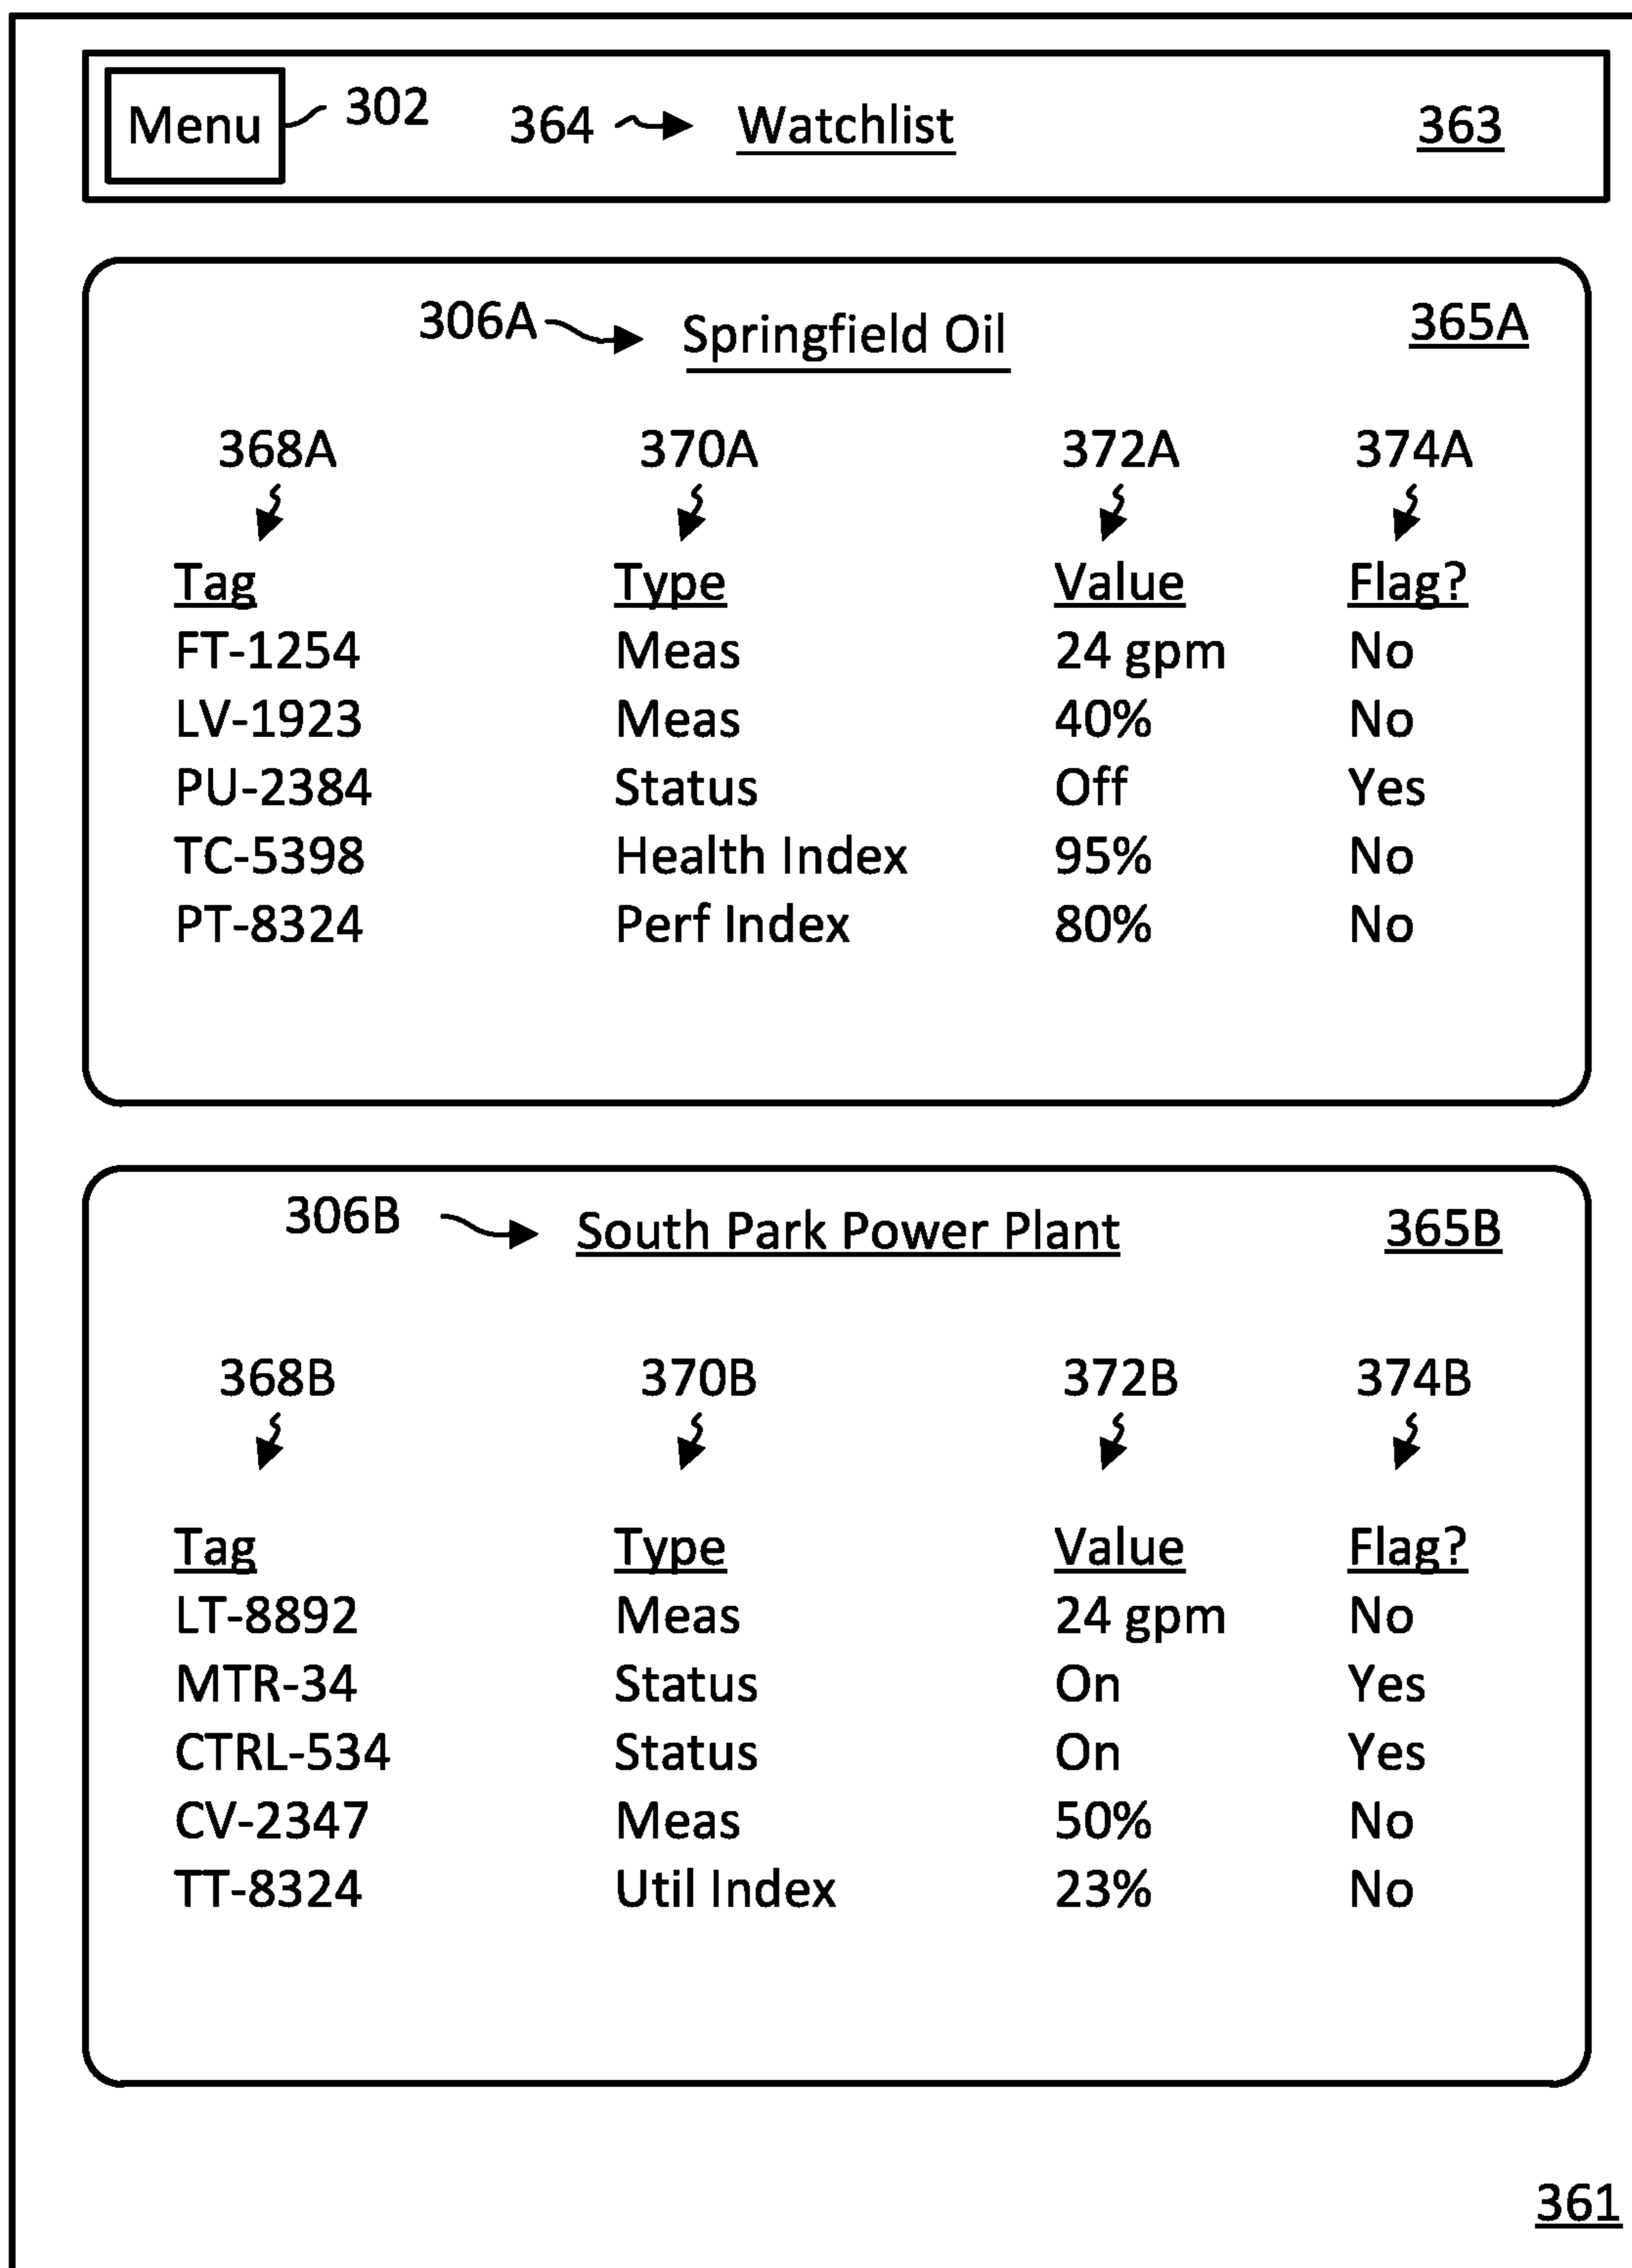 Menu 302 364 Watchlist 363
306A Springfield Oil 365A
368A 370A 372A 374A
Tag Type Value Flag?
FT-1254 Meas 24 gpm No
LV-1923 Meas 40% No
PU-2384 Status Off Yes
TC-5398 Health Index 95% No
PT-8324 Perf Index 80% No
306B South Park Power Plant 365B
368B 370B 372B 374B
Tag Type Value Flag?
LT-8892 Meas 24 gpm No
MTR-34 Status On Yes
CTRL-534 Status On Yes
CV-2347 Meas 50% No
TT-8324 Util Index 23% No
361